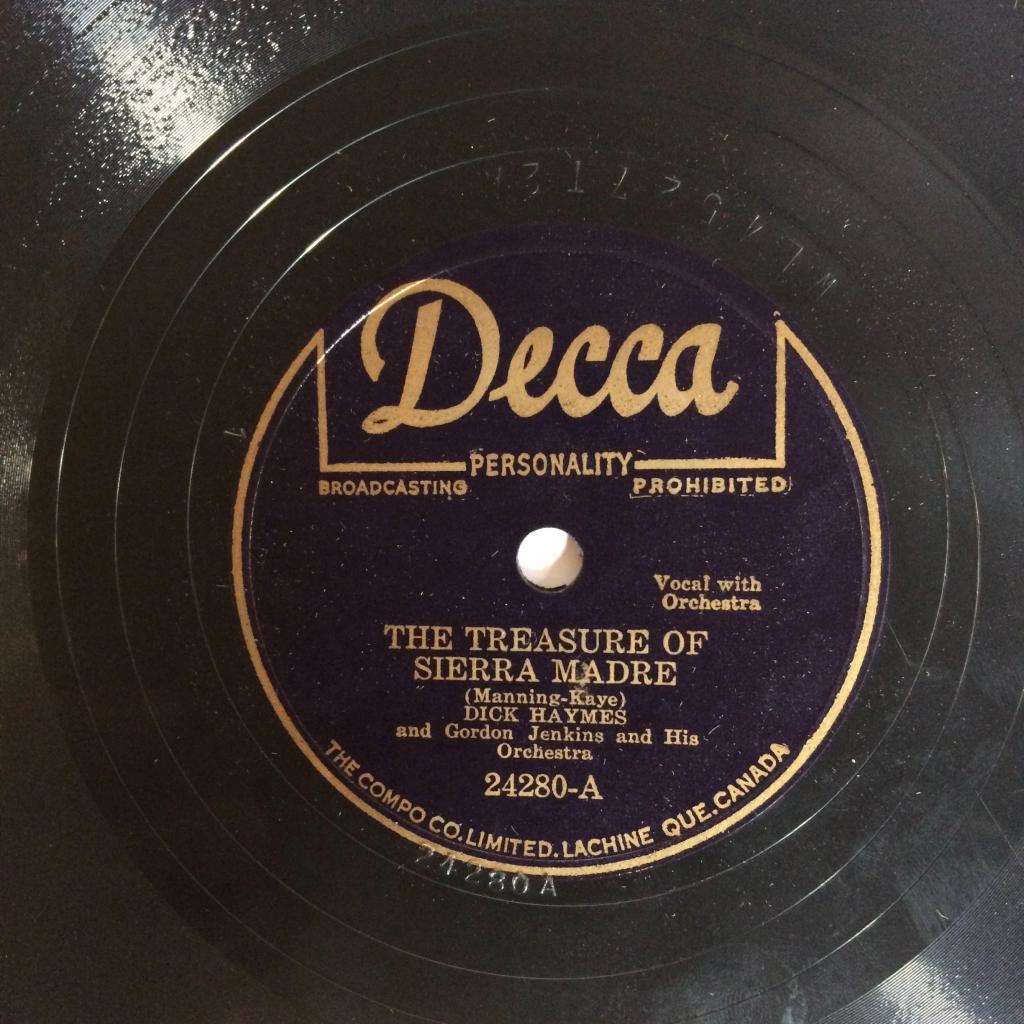 Decca
PERSONALITY
BROADCASTING PROHIBITED
Vocal with
Orchestra
THE TREASURE OF
SIERRA MADRE
(Manning-Kaye)
DICK HAYMES
and Gordon Jenkins and His
Orchestra
24280-A
THE COMPO CO. LIMITED. LACHINE QUE. CANADA
24280A